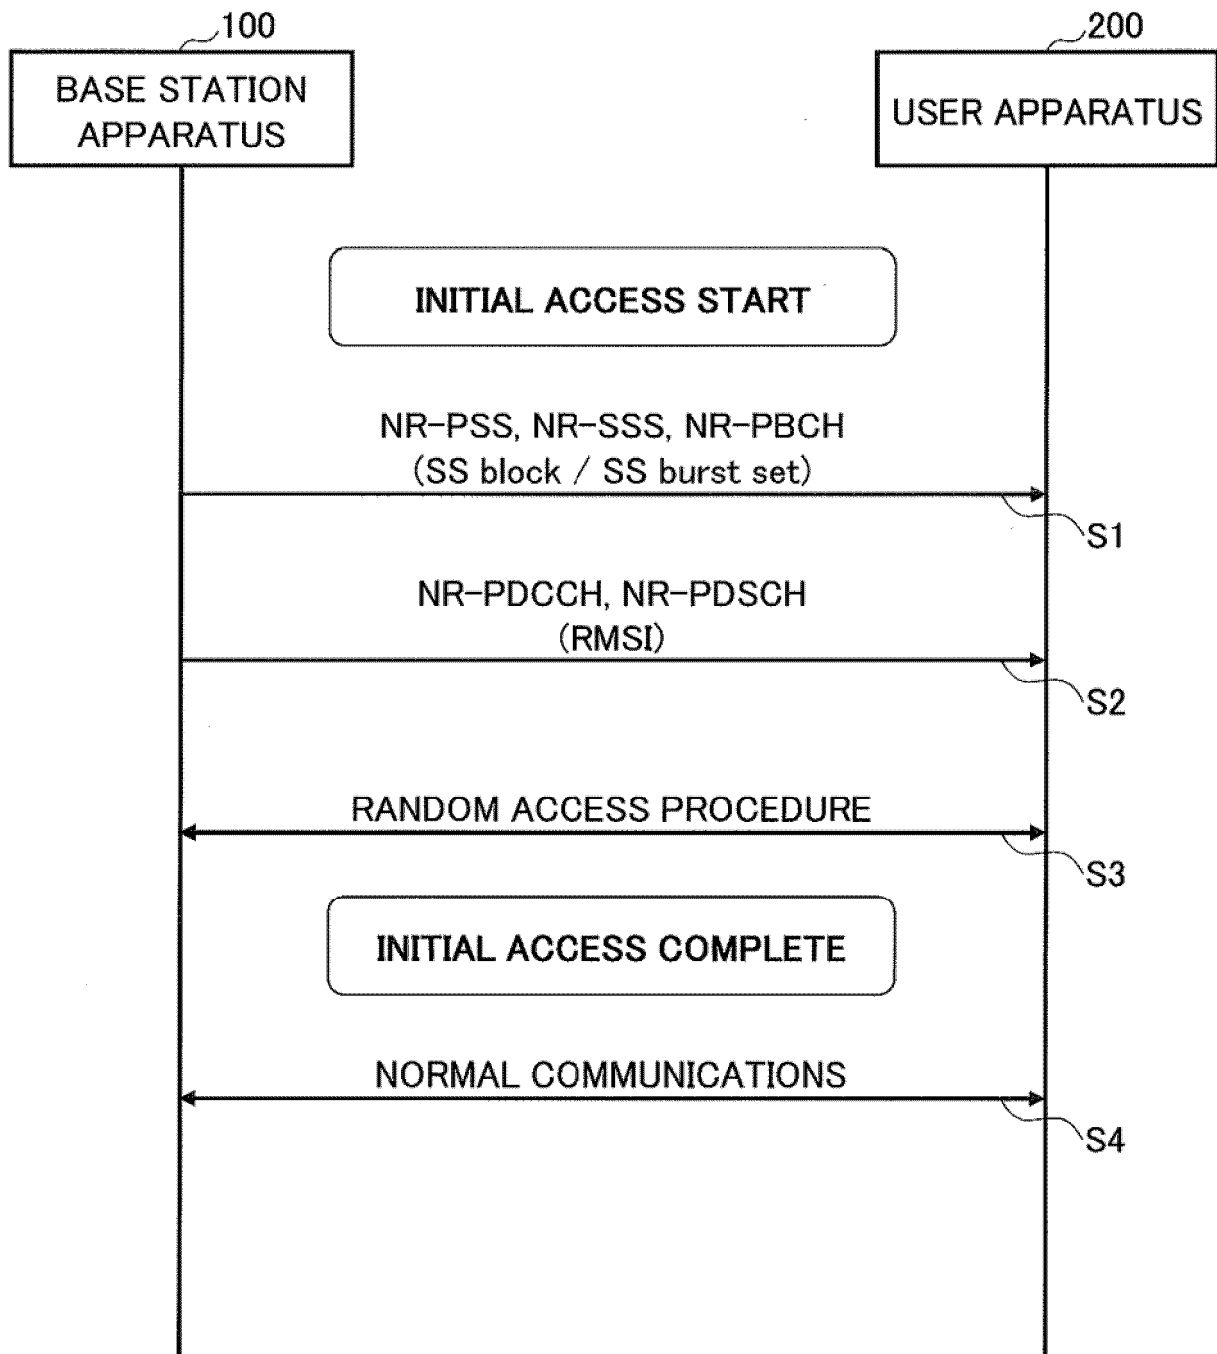 100
200
BASE STATION
APPARATUS
USER APPARATUS
INITIAL ACCESS START
NR-PSS, NR-SSS, NR-PBCH
(SS block / SS burst set)
S1
NR-PDCCH, NR-PDSCH
(RMSI)
S2
RANDOM ACCESS PROCEDURE
S3
INITIAL ACCESS COMPLETE
NORMAL COMMUNICATIONS
S4